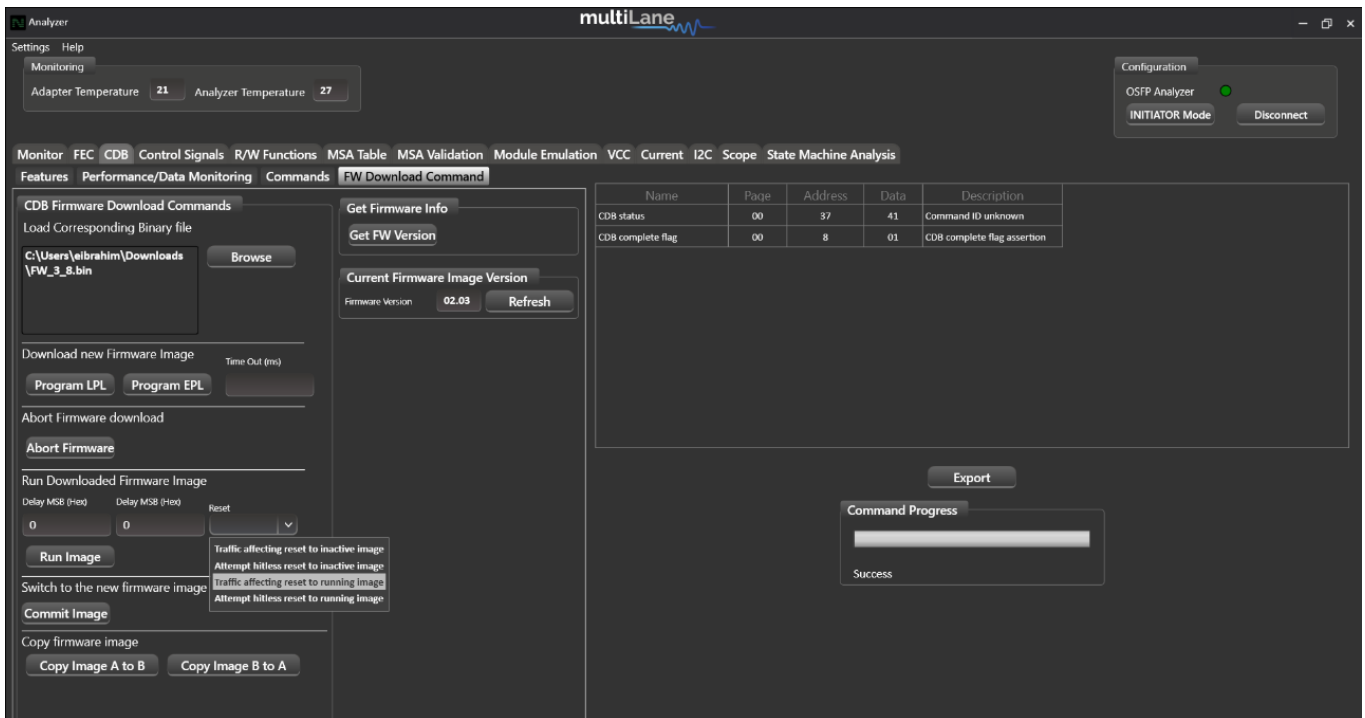 Analyzer
multiLane
Settings Help
Monitoring
Adapter Temperature 21 Analyzer Temperature 27
Configuration
OSFP Analyzer
INITIATOR Mode Disconnect
Monitor FEC CDB Control Signals R/W Functions MSA Table MSA Validation Module Emulation VCC Current I2C Scope State Machine Analysis
Features Performance/Data Monitoring Commands FW Download Command
CDB Firmware Download Commands
Load Corresponding Binary file
C:\Users\eibrahim\Downloads
\FW_3_8.bin
Browse
Download new Firmware Image
Time Out (ms)
Program LPL Program EPL
Abort Firmware download
Abort Firmware
Run Downloaded Firmware Image
Delay MSB (Hex) Delay MSB (Hex) Reset
0 0
Run Image
Traffic affecting reset to inactive image
Attempt hitless reset to inactive image
Traffic affecting reset to running image
Attempt hitless reset to running image
Switch to the new firmware image
Commit Image
Copy firmware image
Copy Image A to B Copy Image B to A
Get Firmware Info
Get FW Version
Current Firmware Image Version
Firmware Version 02.03 Refresh
Name Page Address Data Description
CDB status 00 37 41 Command ID unknown
CDB complete flag 00 8 01 CDB complete flag assertion
Export
Command Progress
Success